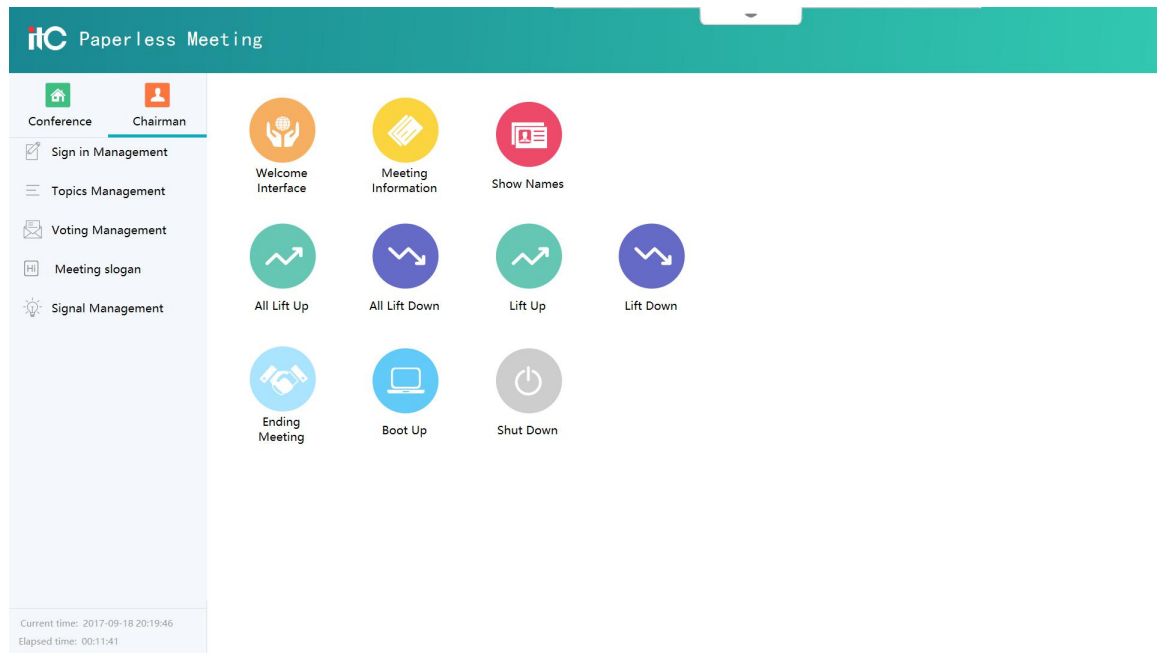 itC Paperless Meeting
Conference Chairman
Sign in Management
Topics Management
Voting Management
HI Meeting slogan
Signal Management
Welcome
Interface
Meeting
Information
Show Names
All Lift Up
All Lift Down
Lift Up
Lift Down
Ending
Meeting
Boot Up
Shut Down
Current time: 2017-09-18 20:19:46
Elapsed time: 00:11:41